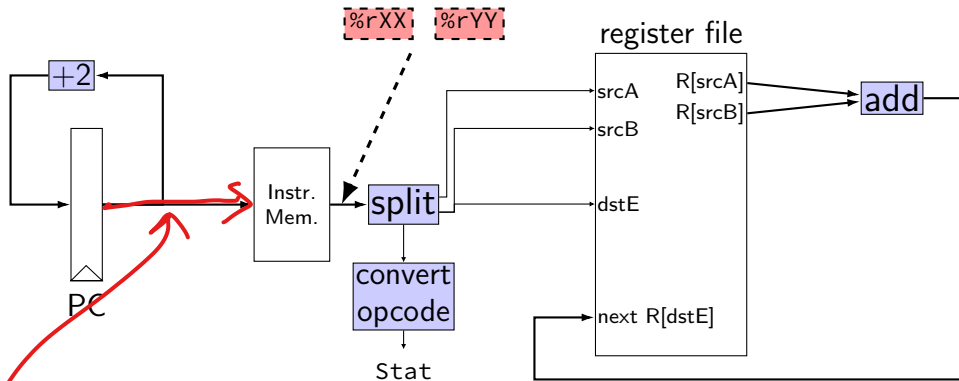 %rXX %rYY
register file
+2
srcA
srcB
dstE
next R[dstE]
R[srcA]
R[srcB]
add
Instr.
Mem.
split
PC
convert
opcode
Stat